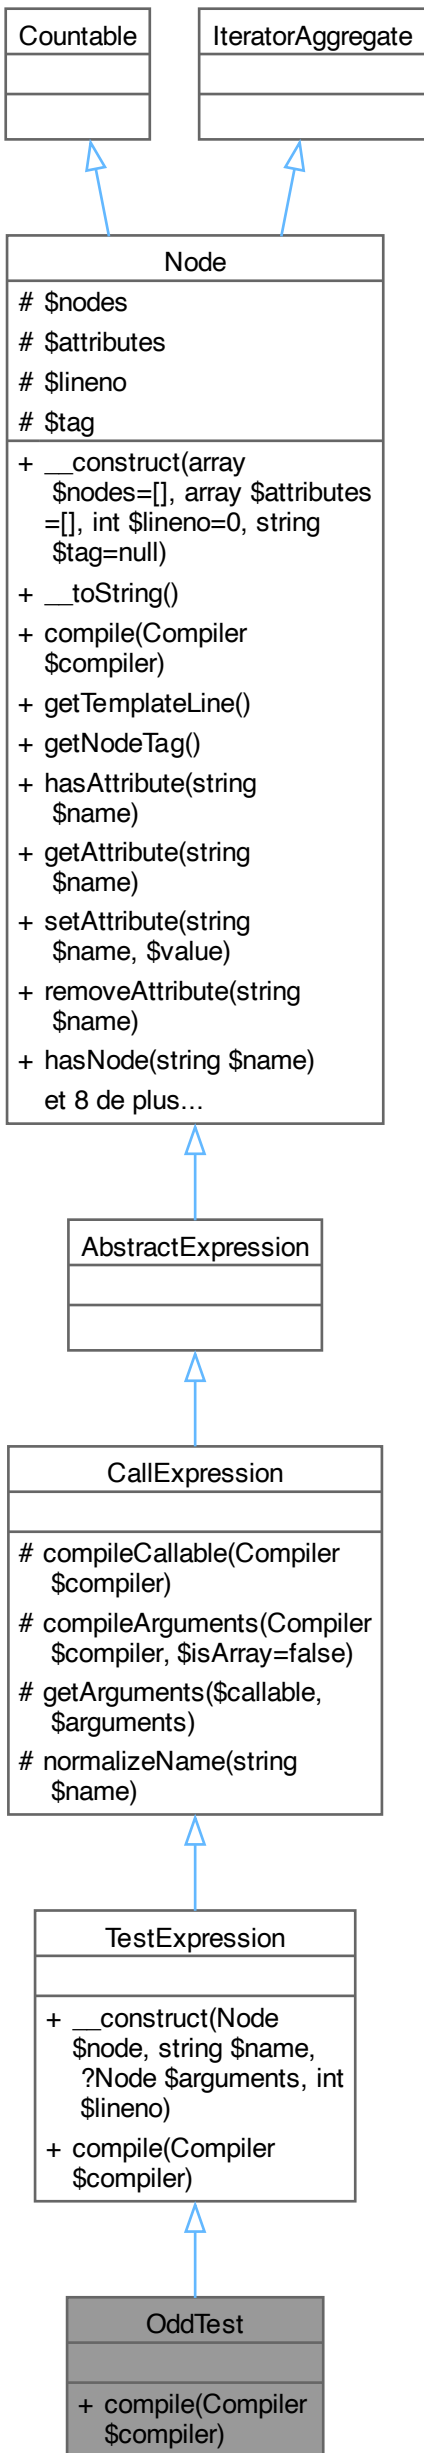 Countable
IteratorAggregate
Node
# $nodes
# $attributes
# $lineno
# $tag
+ __construct(array
$nodes=[], array $attributes
=[], int $lineno=0, string
$tag=null)
+ __toString()
+ compile(Compiler
$compiler)
+ getTemplateLine()
+ getNodeTag()
+ hasAttribute(string
$name)
+ getAttribute(string
$name)
+ setAttribute(string
$name, $value)
+ removeAttribute(string
$name)
+ hasNode(string $name)
et 8 de plus...
AbstractExpression
CallExpression
# compileCallable(Compiler
$compiler)
# compileArguments(Compiler
$compiler, $isArray=false)
# getArguments($callable,
$arguments)
# normalizeName(string
$name)
TestExpression
+ __construct(Node
$node, string $name,
?Node $arguments, int
$lineno)
+ compile(Compiler
$compiler)
OddTest
+ compile(Compiler
$compiler)